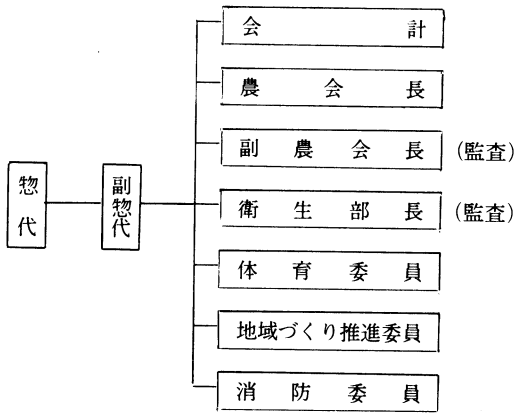 惣代
副惣代
会計
農会長
副農会長 (監査)
衛生部長 (監査)
体育委員
地域づくり推進委員
消防委員